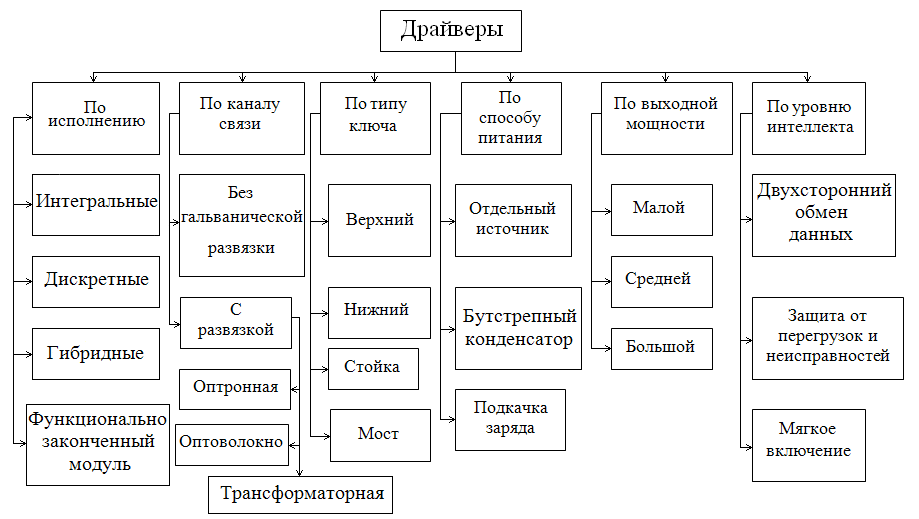 Драйверы
По
исполнению
Интегральные
Дискретные
Гибридные
Функционально
законченный
модуль
По каналу
связи
Без
гальванической
развязки
С
развязкой
Оптронная
Оптоволокно
Трансформаторная
По типу
ключа
Верхний
Нижний
Стойка
Мост
По
способу
питания
Отдельный
источник
Бутстрепный
конденсатор
Подкачка
заряда
По выходной
мощности
Малой
Средней
Большой
По уровню
интеллекта
Двухсторонний
обмен
данных
Защита от
перегрузок и
неисправностей
Мягкое
включение